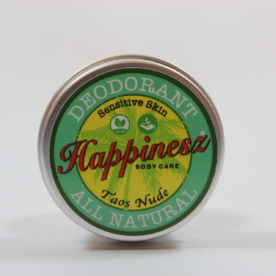 DEODORANT
Sensitive Skin
Happinesz
BODY CARE
Taos Nude
ALL NATURAL